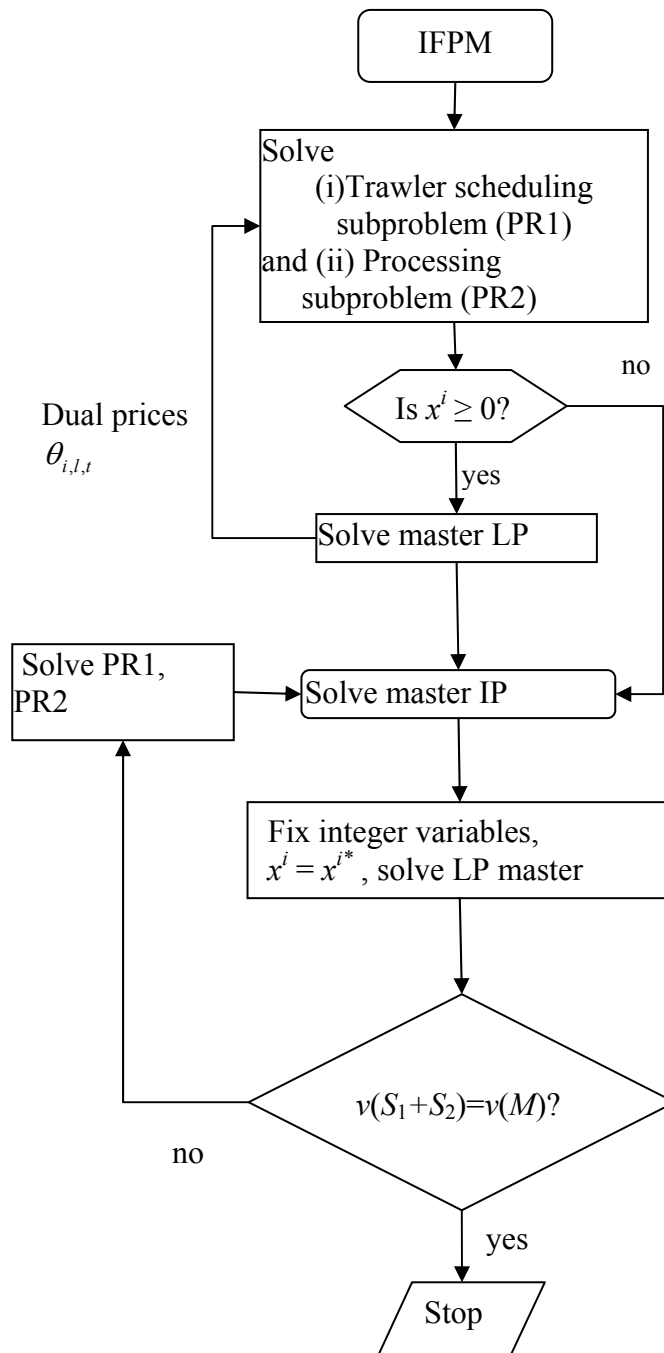 IFPM
Solve
(i)Trawler scheduling
subproblem (PR1)
and (ii) Processing
subproblem (PR2)
no
Is x^i ≥ 0?
Dual prices
θ_{i,l,t}
yes
Solve master LP
Solve PR1,
PR2
Solve master IP
Fix integer variables,
x^i = x^{i*} , solve LP master
v(S₁+S₂)=v(M)?
no
yes
Stop